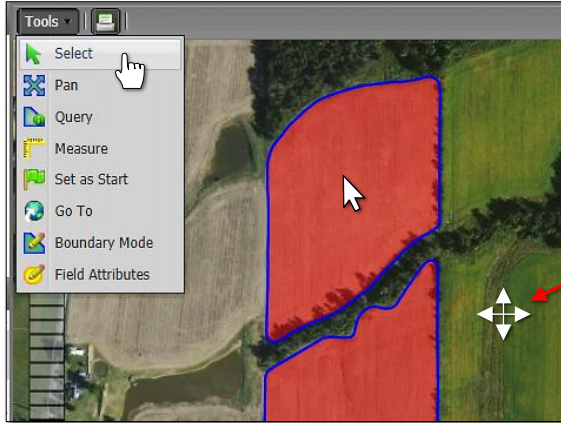 Tools
Select
Pan
Query
Measure
Set as Start
Go To
Boundary Mode
Field Attributes